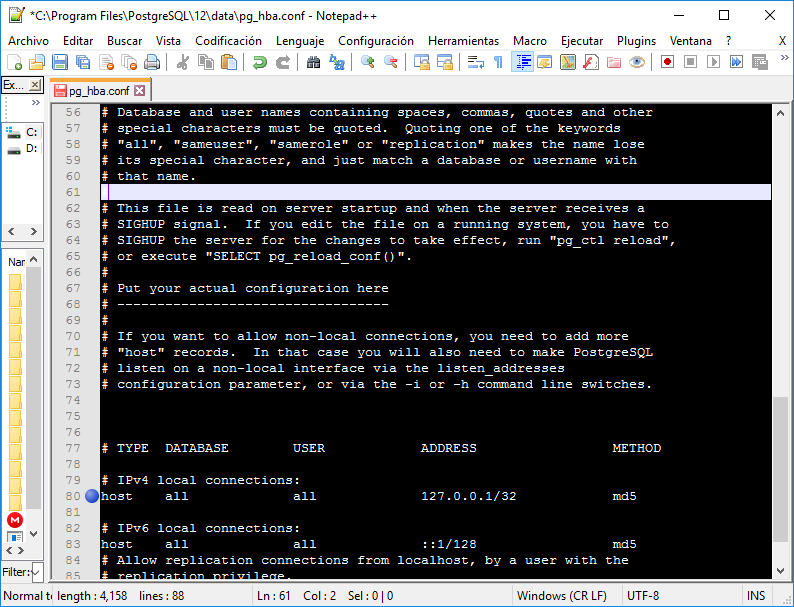 *C:\Program Files\PostgreSQL\12\data\pg_hba.conf - Notepad++
Archivo Editar Buscar Vista Codificación Lenguaje Configuración Herramientas Macro Ejecutar Plugins Ventana ? X
Ex...
pg_hba.conf
C:
D:
Nar
Filter:
56 # Database and user names containing spaces, commas, quotes and other
57 # special characters must be quoted.  Quoting one of the keywords
58 # "all", "sameuser", "samerole" or "replication" makes the name lose
59 # its special character, and just match a database or username with
60 # that name.
61
62 # This file is read on server startup and when the server receives a
63 # SIGHUP signal.  If you edit the file on a running system, you have to
64 # SIGHUP the server for the changes to take effect, run "pg_ctl reload",
65 # or execute "SELECT pg_reload_conf()".
66 #
67 # Put your actual configuration here
68 # ----------------------------------
69 #
70 # If you want to allow non-local connections, you need to add more
71 # "host" records.  In that case you will also need to make PostgreSQL
72 # listen on a non-local interface via the listen_addresses
73 # configuration parameter, or via the -i or -h command line switches.
74
75
76
77 # TYPE  DATABASE        USER            ADDRESS                 METHOD
78
79 # IPv4 local connections:
80 host    all             all             127.0.0.1/32            md5
81
82 # IPv6 local connections:
83 host    all             all             ::1/128                 md5
84 # Allow replication connections from localhost, by a user with the
85 # replication privilege.
Normal t length : 4,158 lines : 88 Ln : 61 Col : 2 Sel : 0 | 0 Windows (CR LF) UTF-8 INS